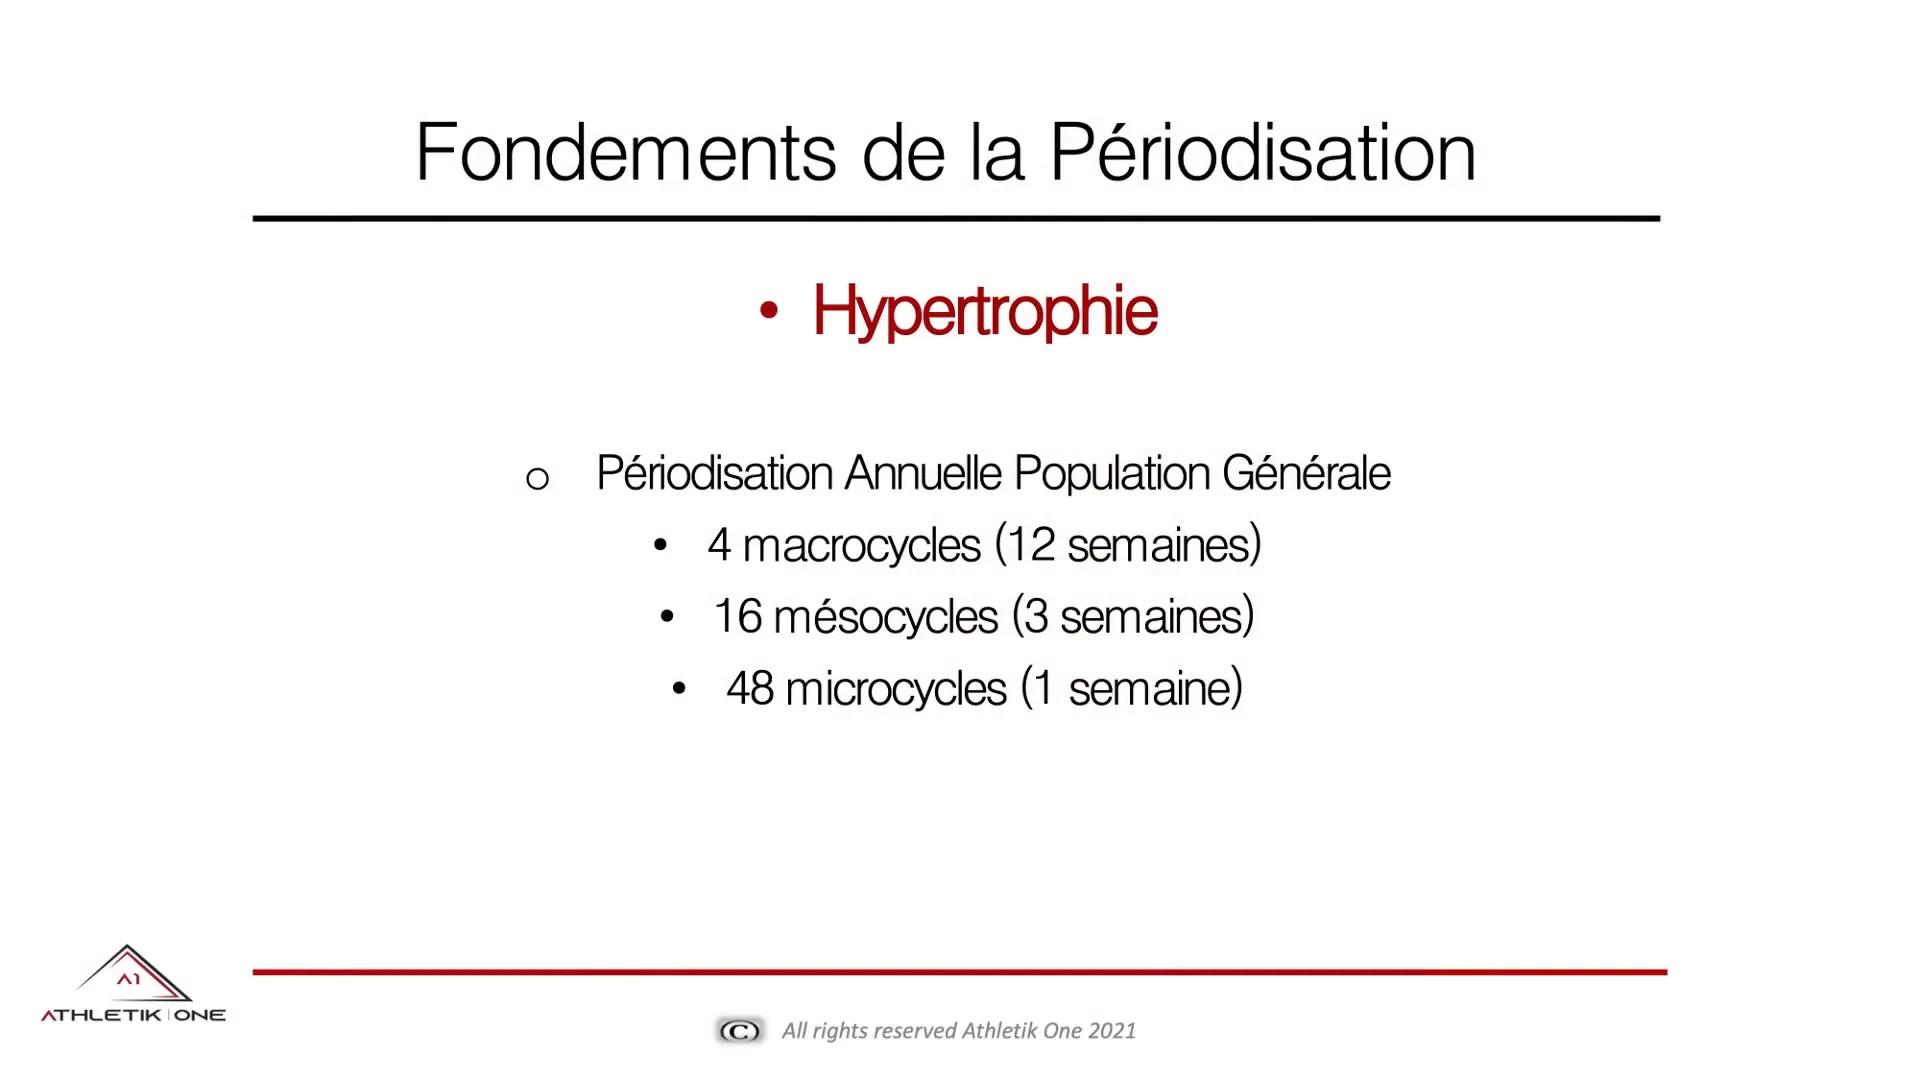 Fondements de la Périodisation
• Hypertrophie
o Périodisation Annuelle Population Générale
• 4 macrocycles (12 semaines)
• 16 mésocycles (3 semaines)
• 48 microcycles (1 semaine)
A1
ATHLETIK | ONE
© All rights reserved Athletik One 2021